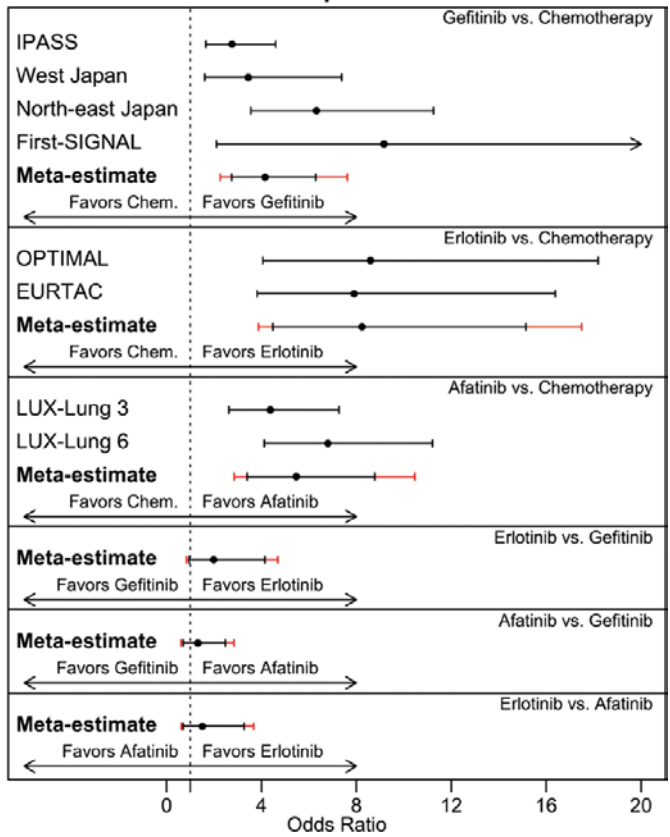 Gefitinib vs. Chemotherapy
IPASS
West Japan
North-east Japan
First-SIGNAL
Meta-estimate
Favors Chem. Favors Gefitinib
Erlotinib vs. Chemotherapy
OPTIMAL
EURTAC
Meta-estimate
Favors Chem. Favors Erlotinib
Afatinib vs. Chemotherapy
LUX-Lung 3
LUX-Lung 6
Meta-estimate
Favors Chem. Favors Afatinib
Erlotinib vs. Gefitinib
Meta-estimate
Favors Gefitinib Favors Erlotinib
Afatinib vs. Gefitinib
Meta-estimate
Favors Gefitinib Favors Afatinib
Erlotinib vs. Afatinib
Meta-estimate
Favors Afatinib Favors Erlotinib
0 4 8 12 16 20
Odds Ratio